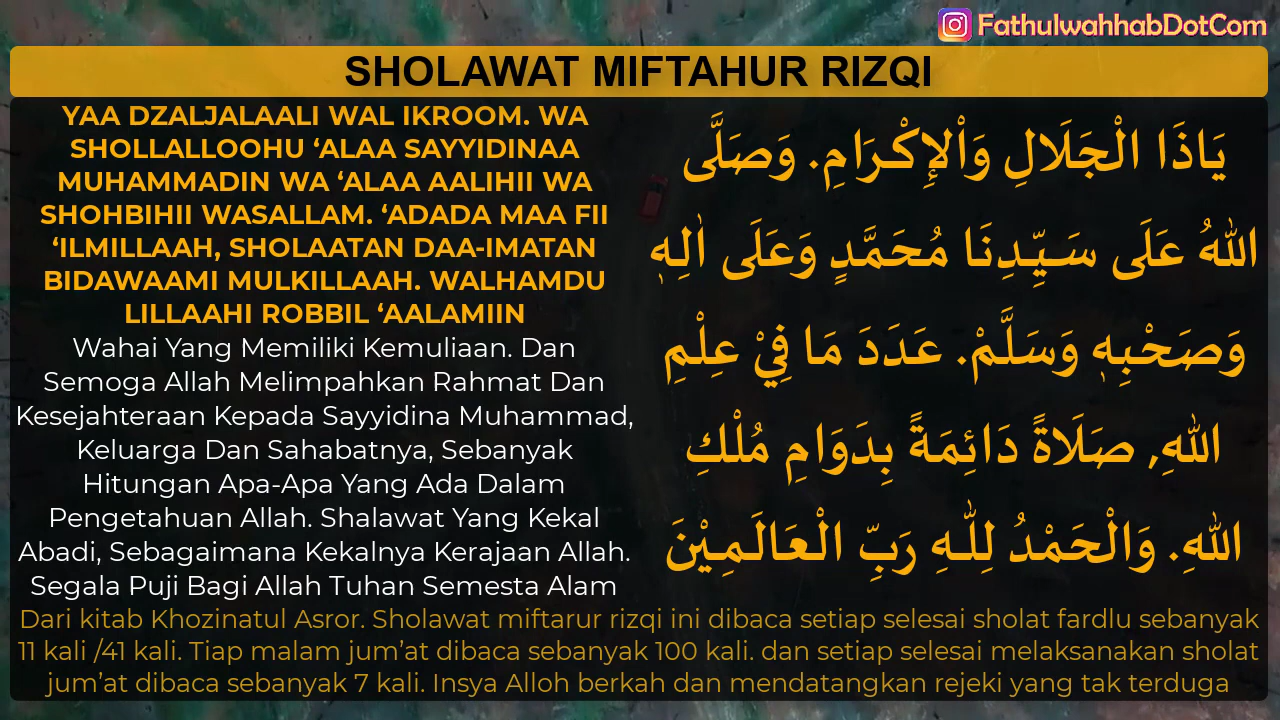 FathulwahhabDotCom
SHOLAWAT MIFTAHUR RIZQI
YAA DZALJALAALI WAL IKROOM. WA
SHOLLALLOOHU ‘ALAA SAYYIDINAA
MUHAMMADIN WA ‘ALAA AALIHII WA
SHOHBIHII WASALLAM. ‘ADADA MAA FII
‘ILMILLAAH, SHOLAATAN DAA-IMATAN
BIDAWAAMI MULKILLAAH. WALHAMDU
LILLAAHI ROBBIL ‘AALAMIIN
Wahai Yang Memiliki Kemuliaan. Dan
Semoga Allah Melimpahkan Rahmat Dan
Kesejahteraan Kepada Sayyidina Muhammad,
Keluarga Dan Sahabatnya, Sebanyak
Hitungan Apa-Apa Yang Ada Dalam
Pengetahuan Allah. Shalawat Yang Kekal
Abadi, Sebagaimana Kekalnya Kerajaan Allah.
Segala Puji Bagi Allah Tuhan Semesta Alam
يَاذَا الْجَلَالِ وَاْلإِكْرَامِ. وَصَلَّى
اللهُ عَلَى سَيِّدِنَا مُحَمَّدٍ وَعَلَى اٰلِهٖ
وَصَحْبِهٖ وَسَلَّمْ. عَدَدَ مَا فِيْ عِلْمِ
اللهِ, صَلَاةً دَائِمَةً بِدَوَامِ مُلْكِ
اللهِ. وَالْحَمْدُ لِلّٰهِ رَبِّ الْعَالَمِيْنَ
Dari kitab Khozinatul Asror. Sholawat miftarur rizqi ini dibaca setiap selesai sholat fardlu sebanyak
11 kali /41 kali. Tiap malam jum’at dibaca sebanyak 100 kali. dan setiap selesai melaksanakan sholat
jum’at dibaca sebanyak 7 kali. Insya Alloh berkah dan mendatangkan rejeki yang tak terduga